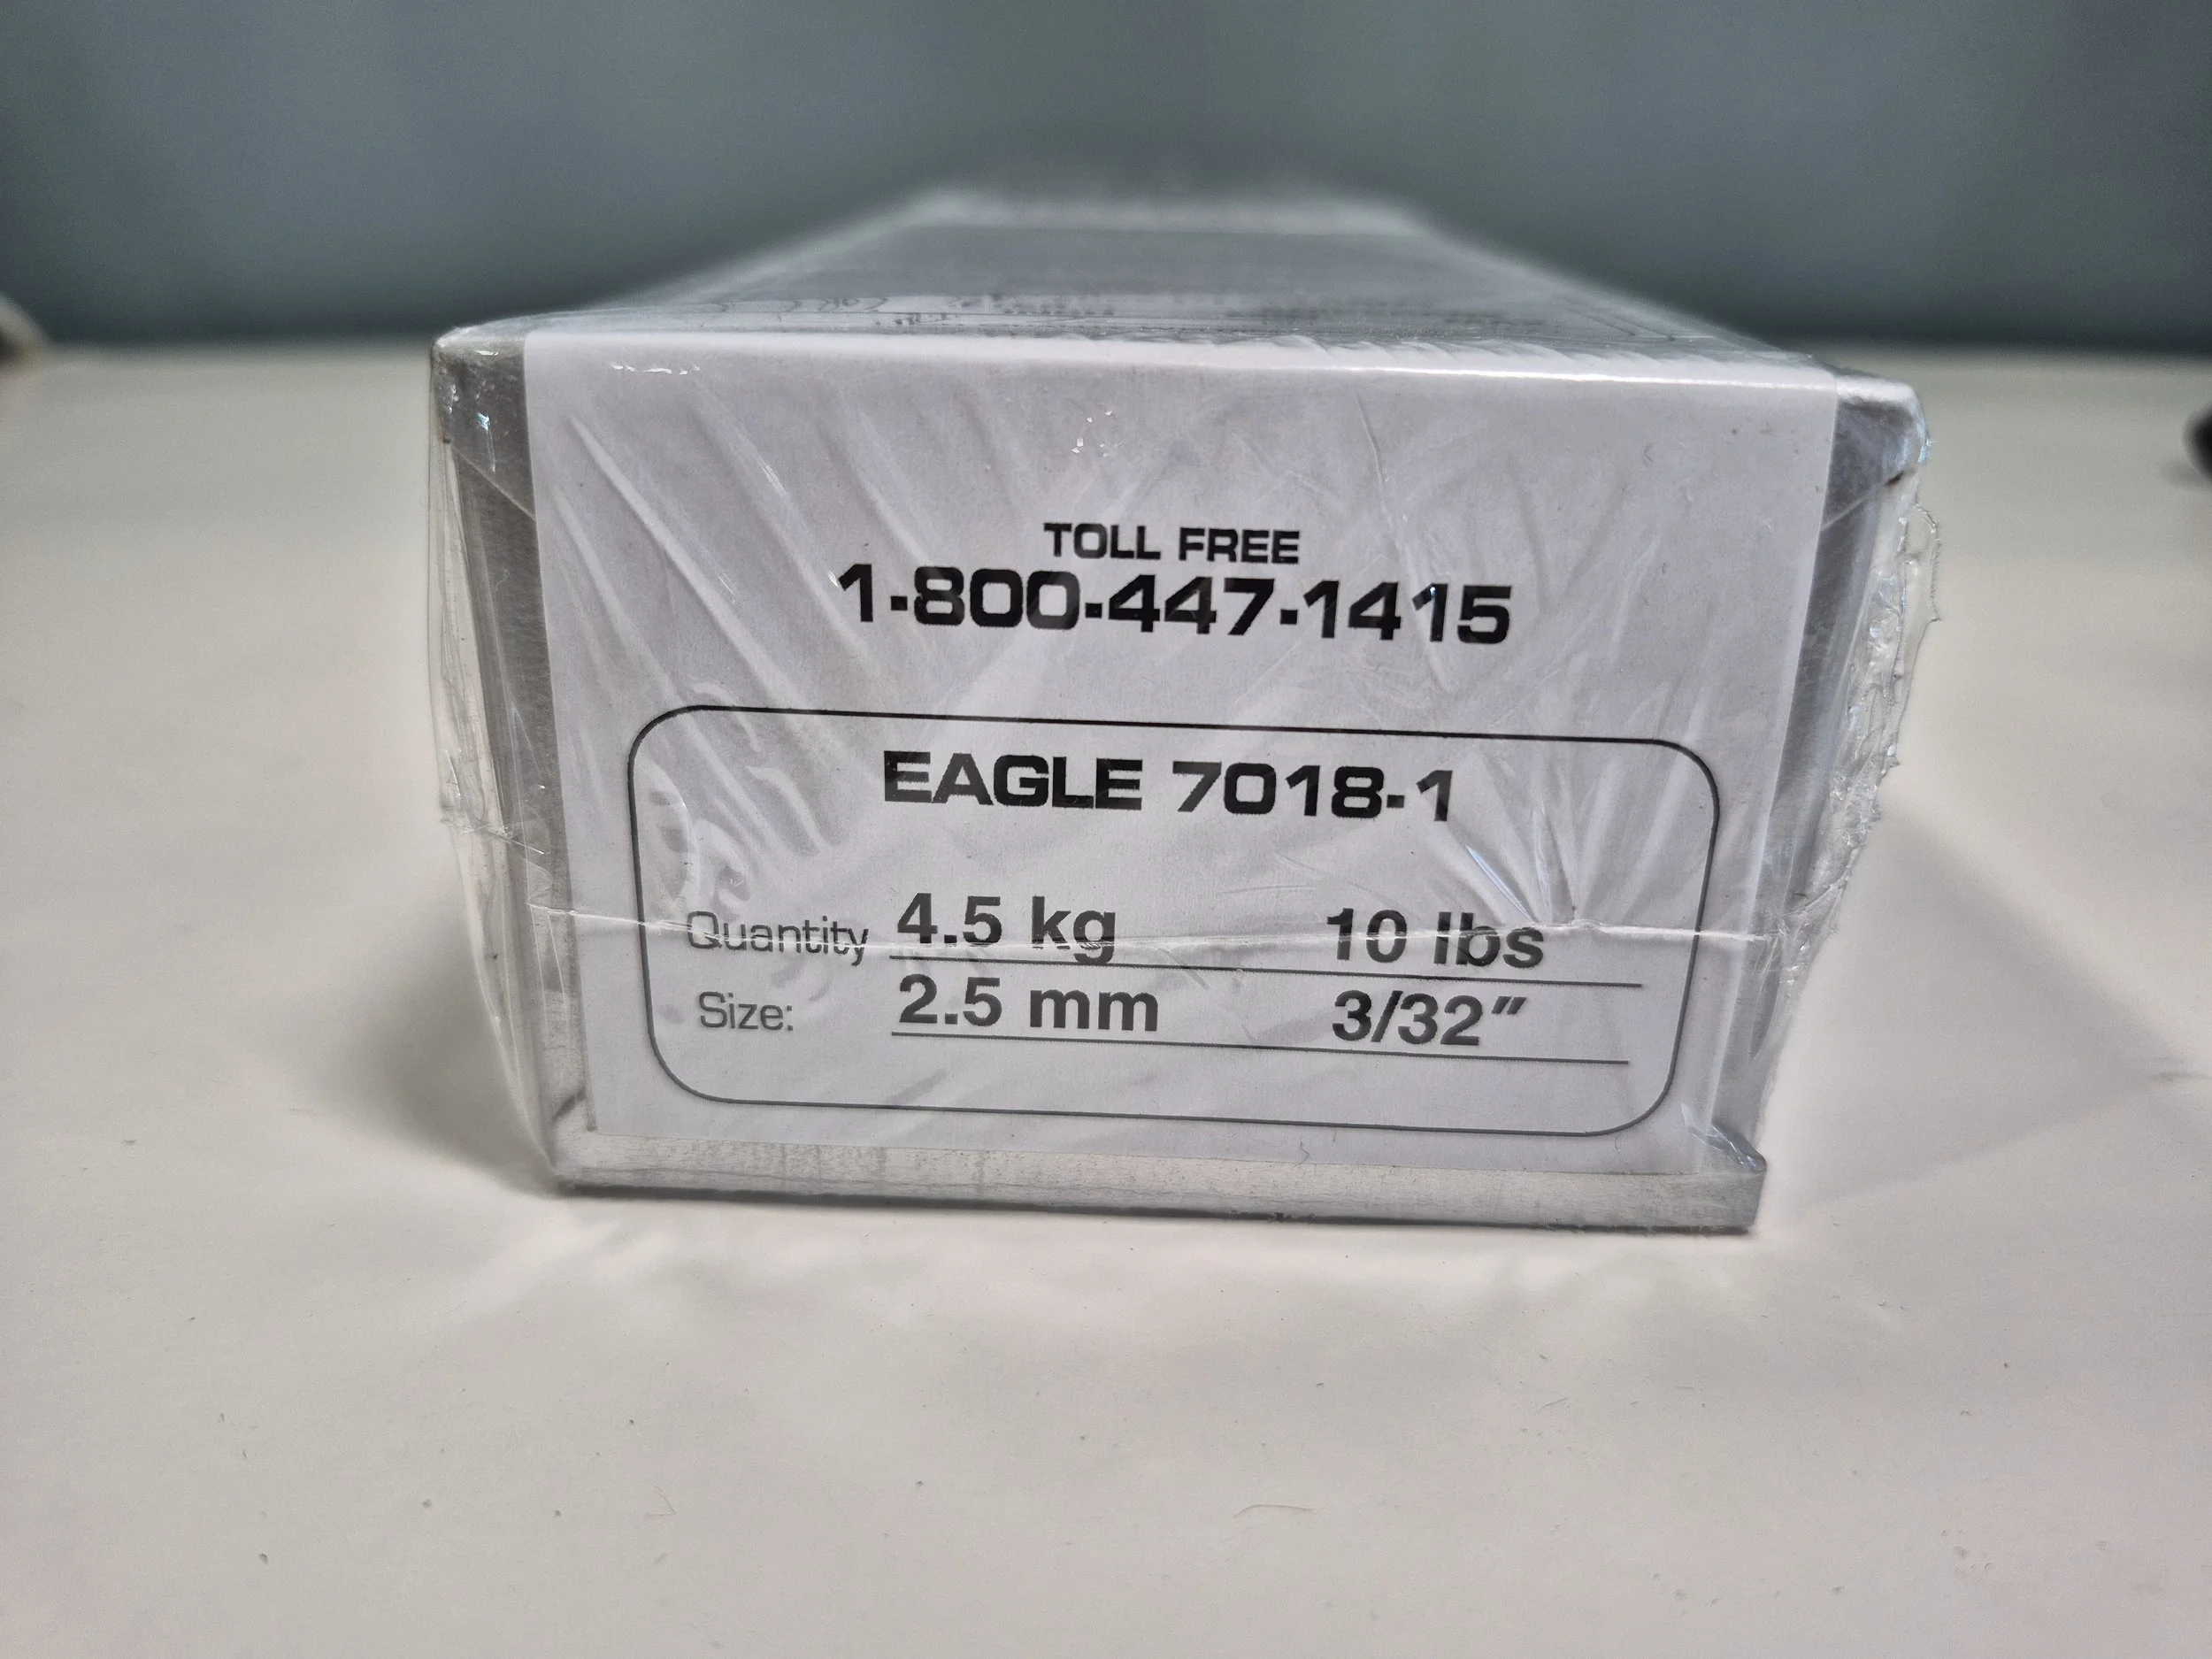 TOLL FREE
1-800-447-1415
EAGLE 7018-1
Quantity 4.5 kg 10 lbs
Size: 2.5 mm 3/32"